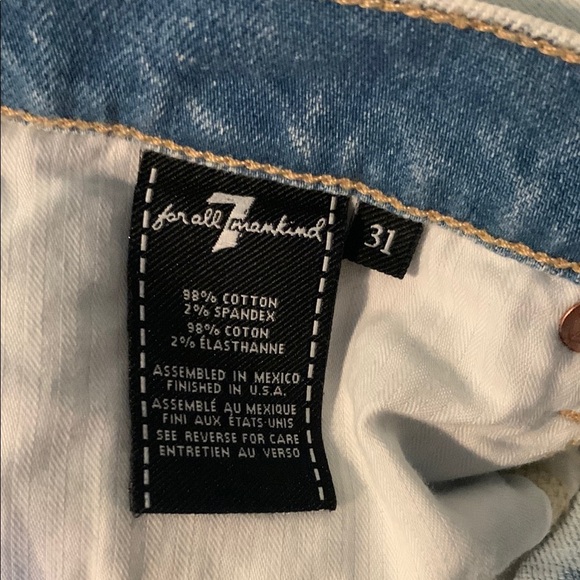 7
for all mankind
31
98% COTTON
2% SPANDEX
98% COTON
2% ÉLASTHANNE
ASSEMBLED IN MEXICO
FINISHED IN U.S.A.
ASSEMBLÉ AU MEXIQUE
FINI AUX ÉTATS-UNIS
SEE REVERSE FOR CARE
ENTRETIEN AU VERSO